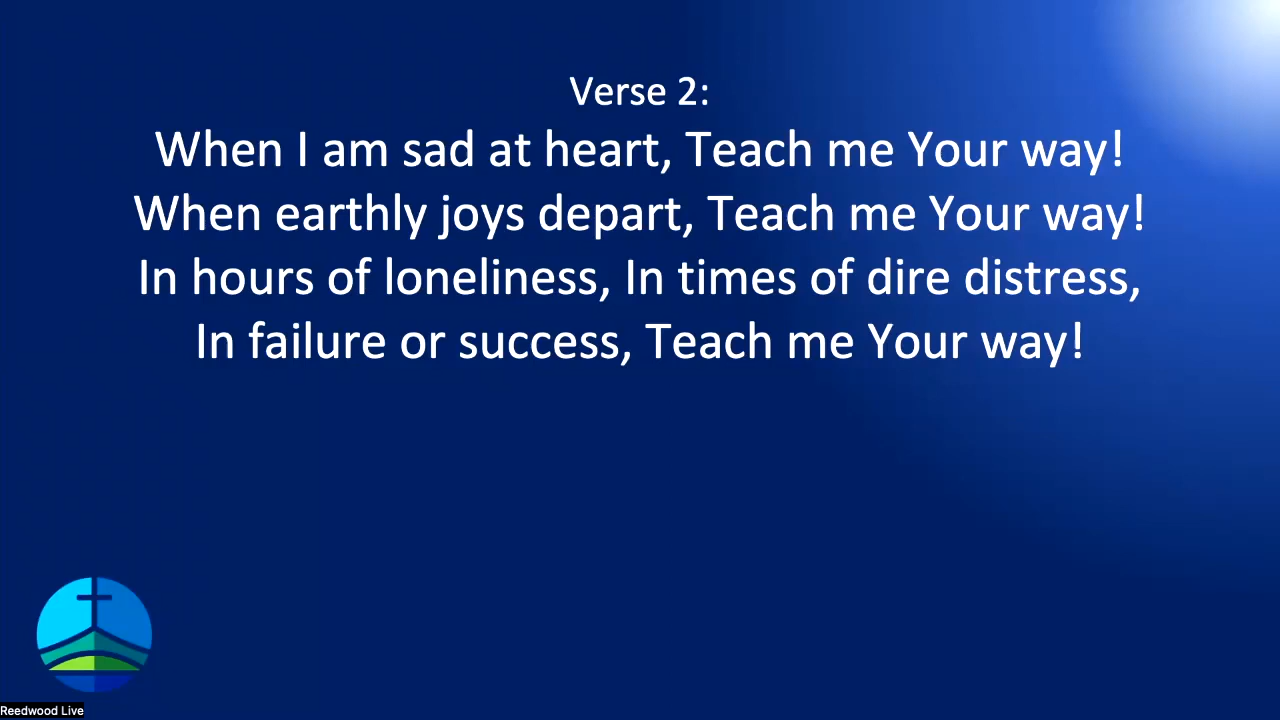 Verse 2:
When I am sad at heart, Teach me Your way!
When earthly joys depart, Teach me Your way!
In hours of loneliness, In times of dire distress,
In failure or success, Teach me Your way!
Reedwood Live